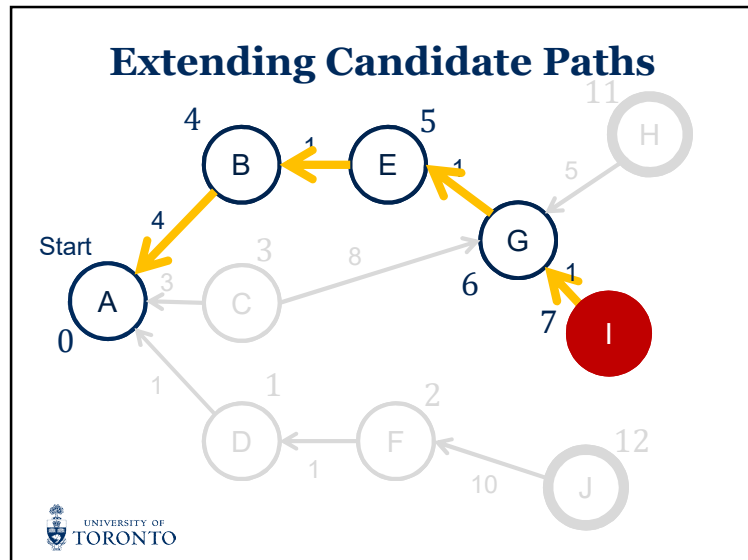 Extending Candidate Paths
11
4
5
H
B
1
E
1
5
4
G
Start
3
8
3
6
1
A
C
7
I
0
1
1
2
D
F
12
1
10
J
UNIVERSITY OF
TORONTO